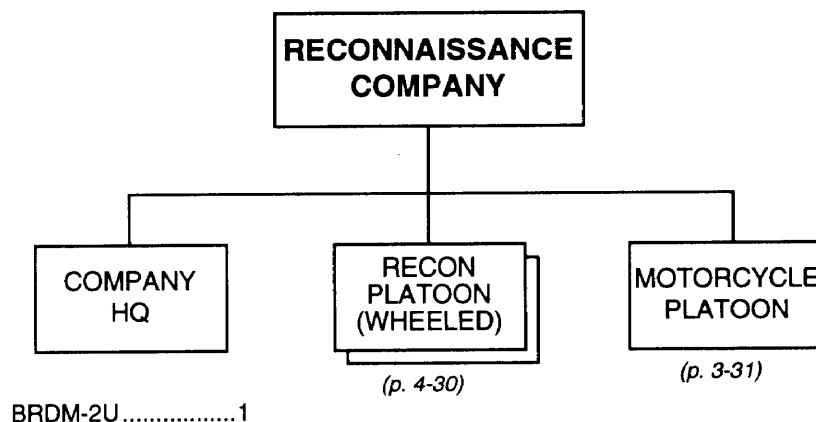 RECONNAISSANCE
COMPANY
COMPANY
HQ
RECON
PLATOON
(WHEELED)
MOTORCYCLE
PLATOON
(p. 4-30)
(p. 3-31)
BRDM-2U.................1